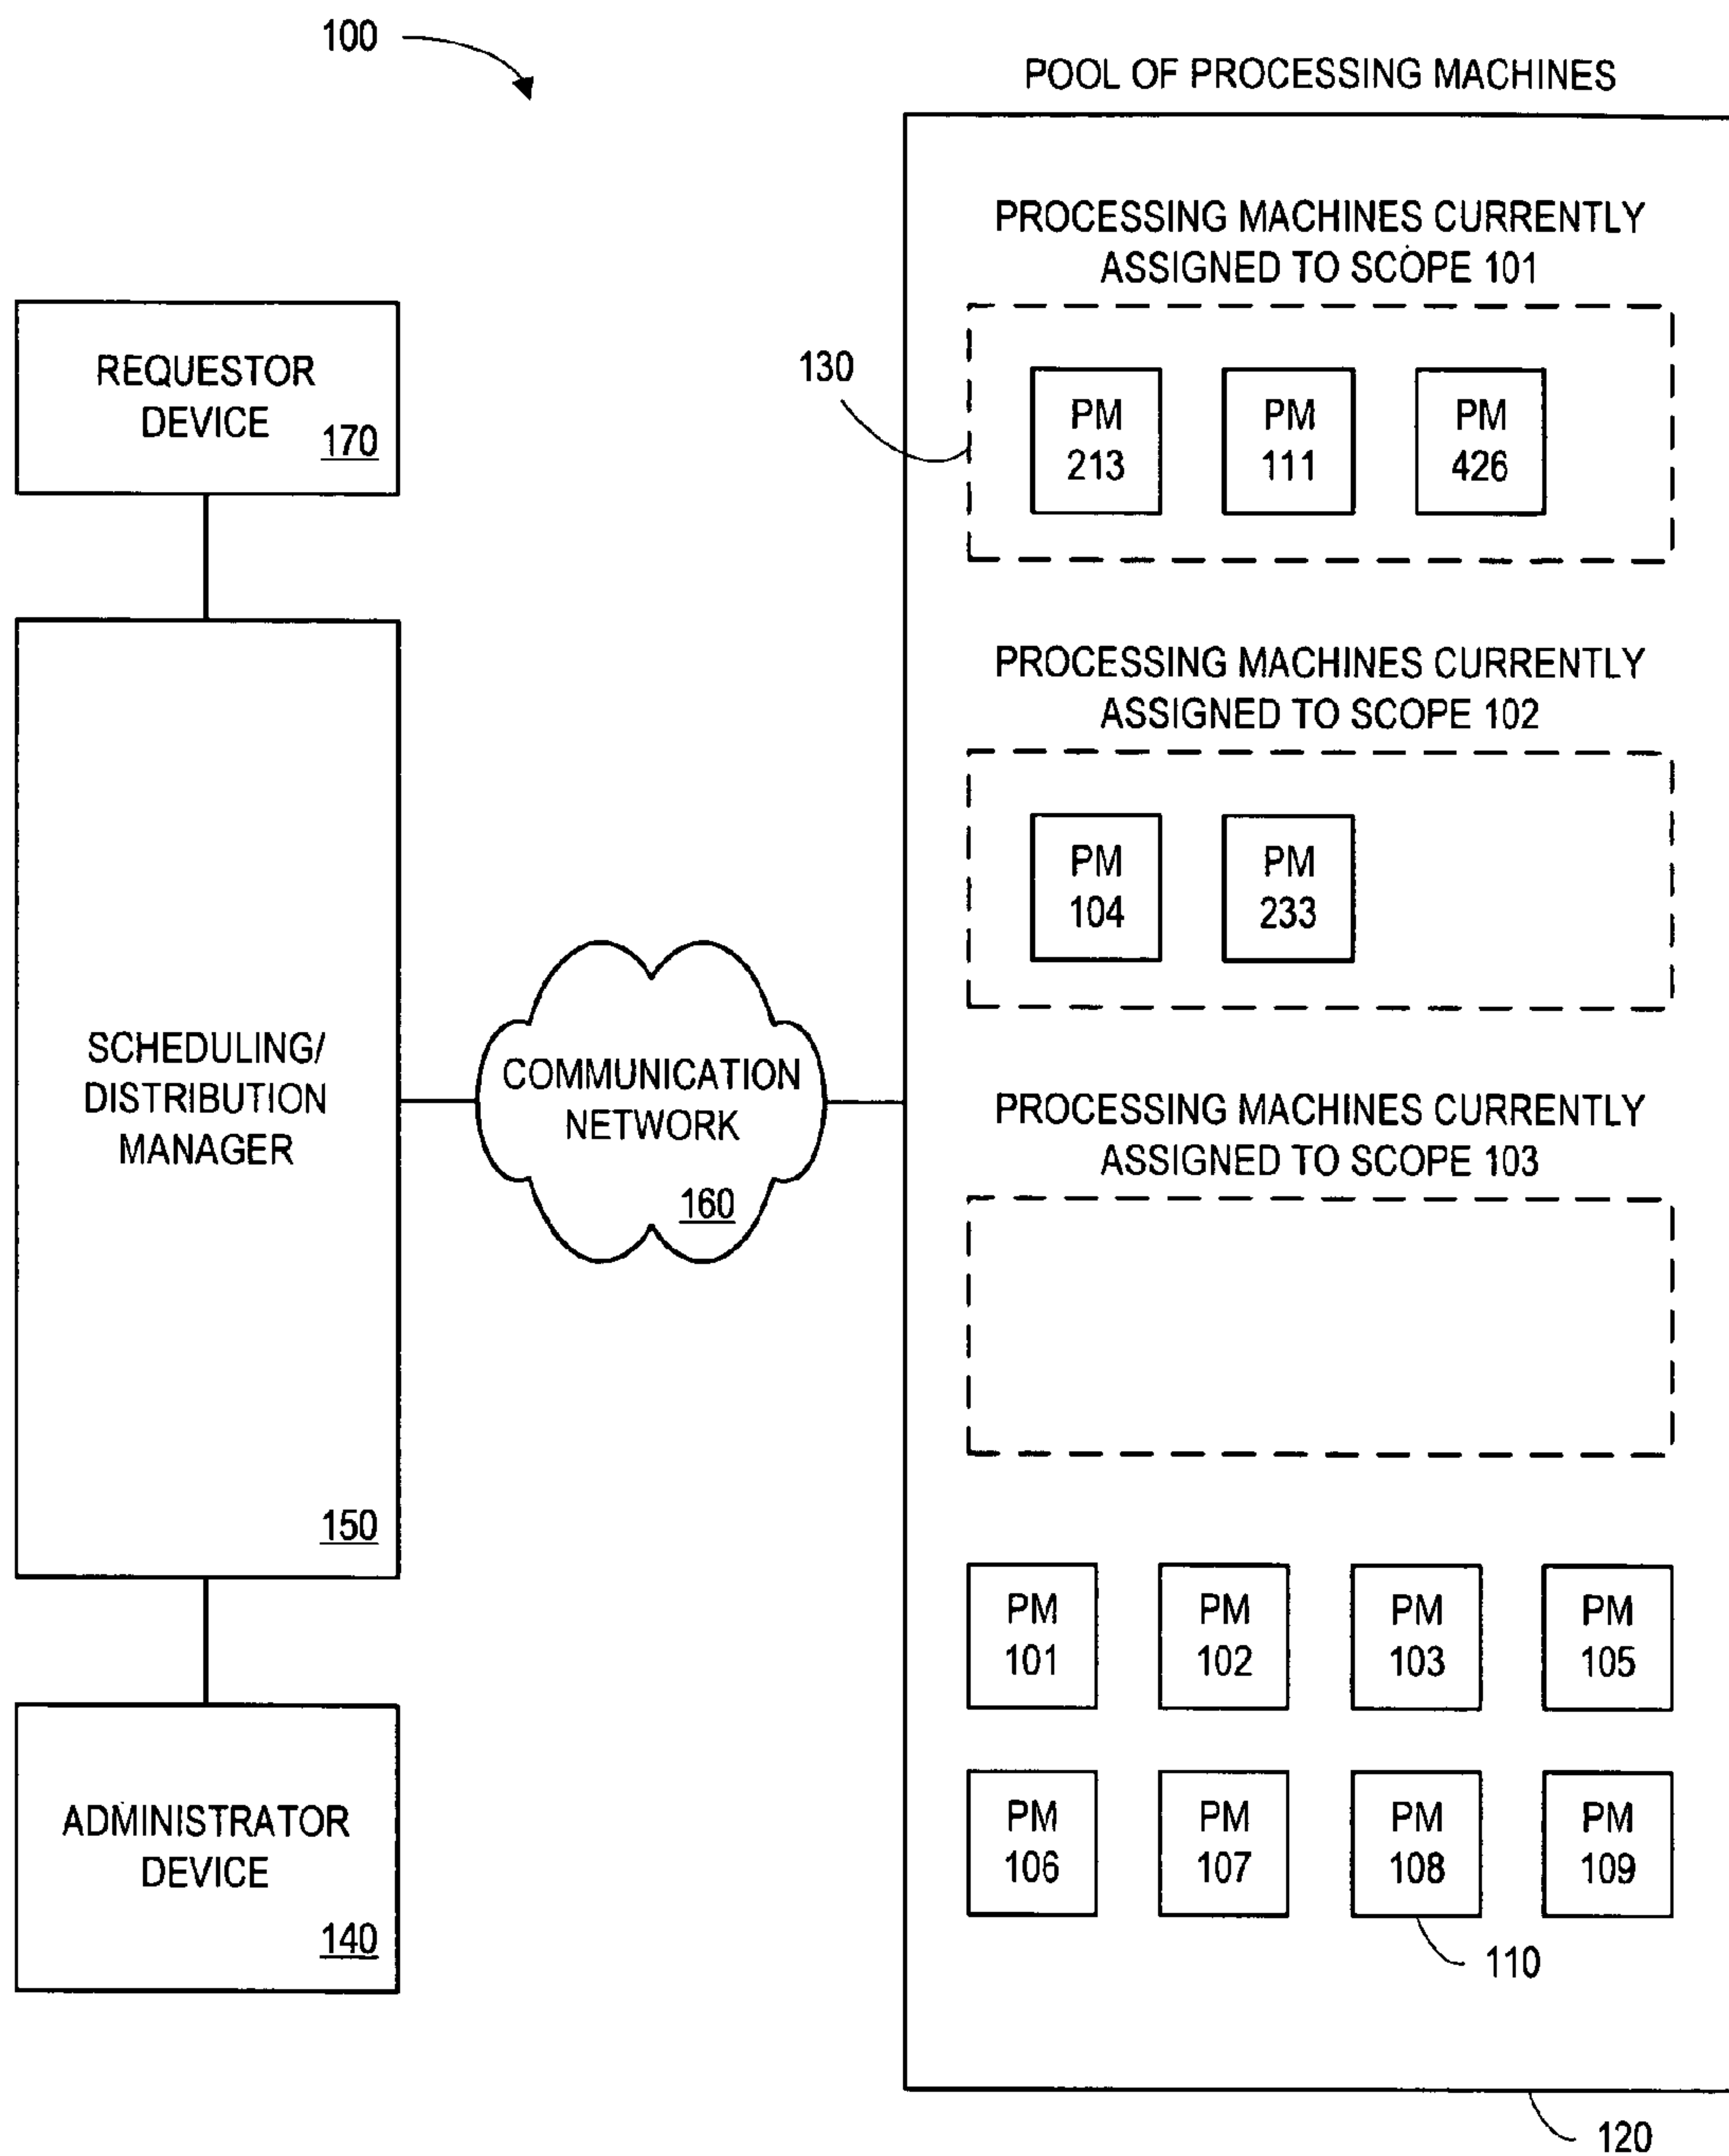 100
POOL OF PROCESSING MACHINES
PROCESSING MACHINES CURRENTLY
ASSIGNED TO SCOPE 101
130
PM
213
PM
111
PM
426
REQUESTOR
DEVICE
170
PROCESSING MACHINES CURRENTLY
ASSIGNED TO SCOPE 102
PM
104
PM
233
SCHEDULING/
DISTRIBUTION
MANAGER
150
COMMUNICATION
NETWORK
160
PROCESSING MACHINES CURRENTLY
ASSIGNED TO SCOPE 103
PM
101
PM
102
PM
103
PM
105
ADMINISTRATOR
DEVICE
140
PM
106
PM
107
PM
108
PM
109
110
120